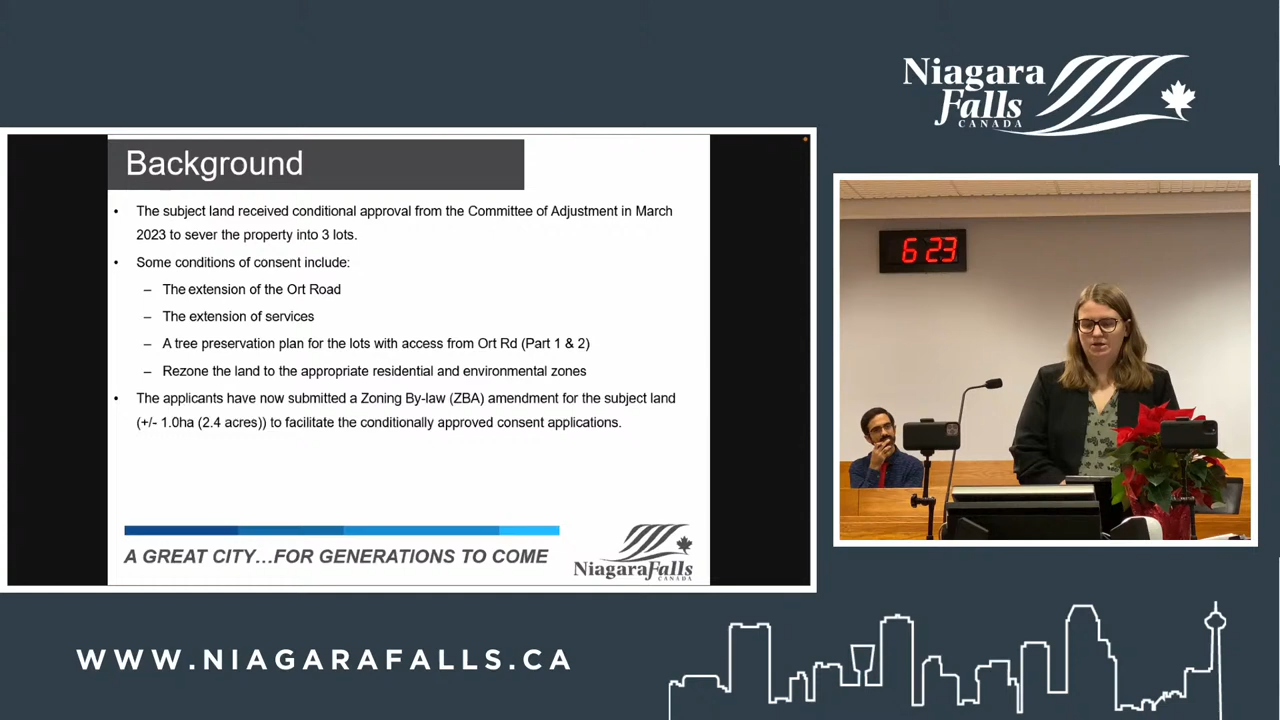 Niagara
Falls
CANADA
Background
• The subject land received conditional approval from the Committee of Adjustment in March
2023 to sever the property into 3 lots.
• Some conditions of consent include:
– The extension of the Ort Road
– The extension of services
– A tree preservation plan for the lots with access from Ort Rd (Part 1 & 2)
– Rezone the land to the appropriate residential and environmental zones
• The applicants have now submitted a Zoning By-law (ZBA) amendment for the subject land
(+/- 1.0ha (2.4 acres)) to facilitate the conditionally approved consent applications.
A GREAT CITY...FOR GENERATIONS TO COME
NiagaraFalls
CANADA
6 23
WWW.NIAGARAFALLS.CA